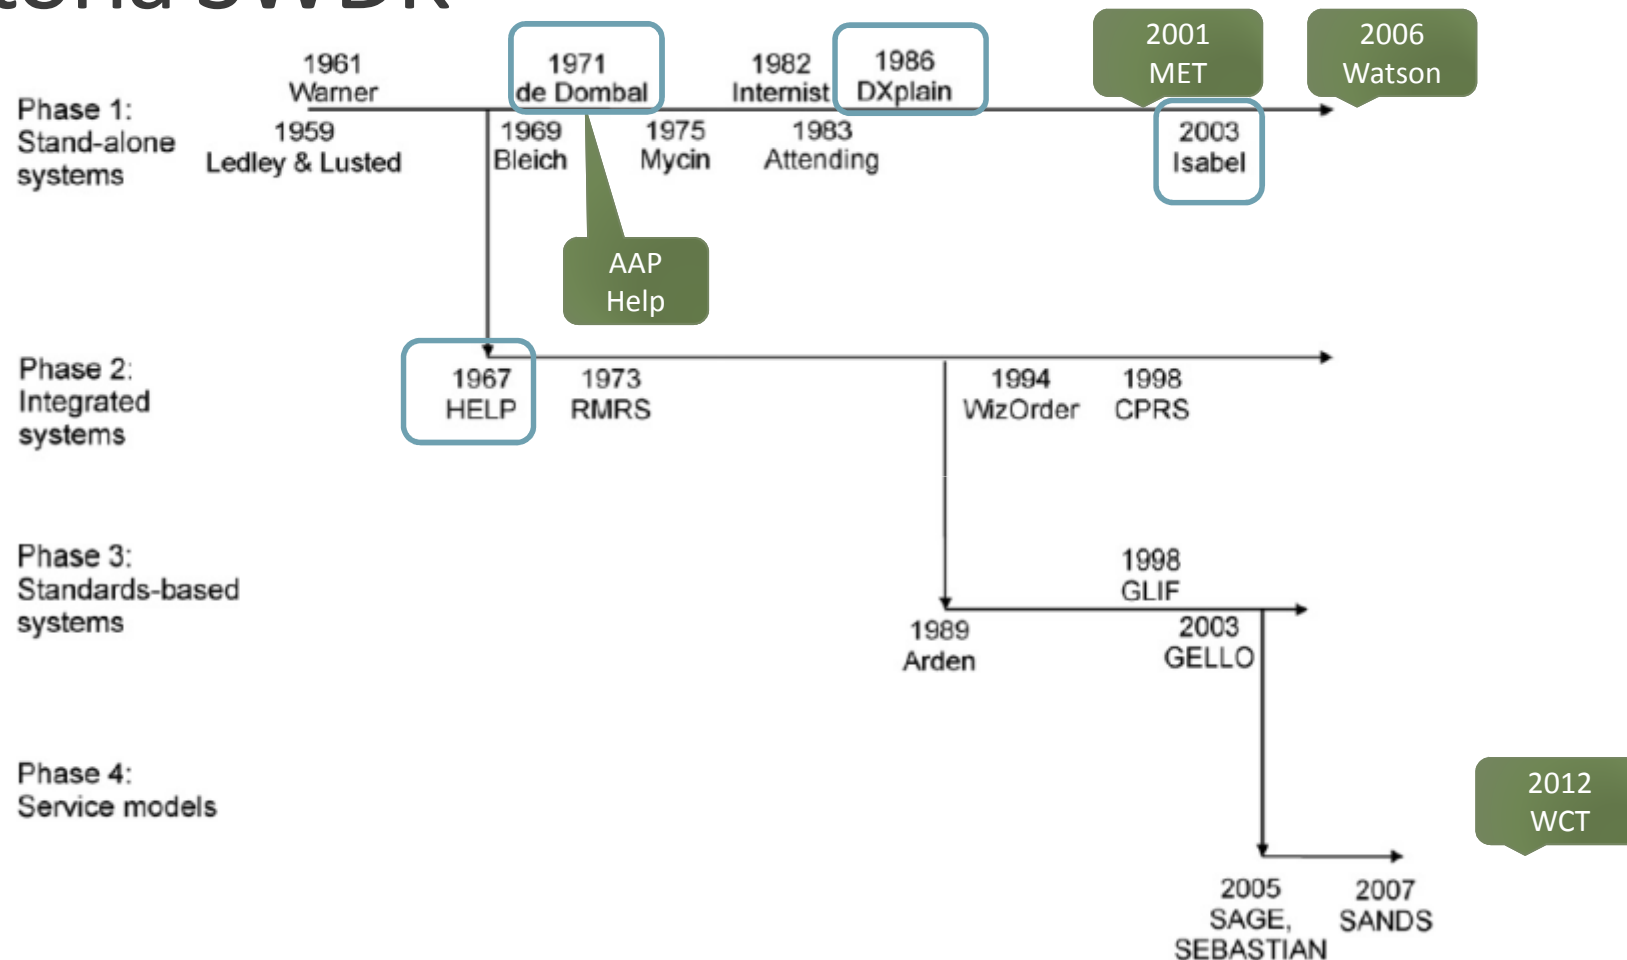 SWDR
1961
Warner
1971
de Dombal
1982
Internist
1986
DXplain
2001
MET
2006
Watson
Phase 1:
Stand-alone
systems
1959
Ledley & Lusted
1969
Bleich
1975
Mycin
1983
Attending
2003
Isabel
AAP
Help
Phase 2:
Integrated
systems
1967
HELP
1973
RMRS
1994
WizOrder
1998
CPRS
Phase 3:
Standards-based
systems
1998
GLIF
1989
Arden
2003
GELLO
Phase 4:
Service models
2012
WCT
2005
SAGE,
SEBASTIAN
2007
SANDS